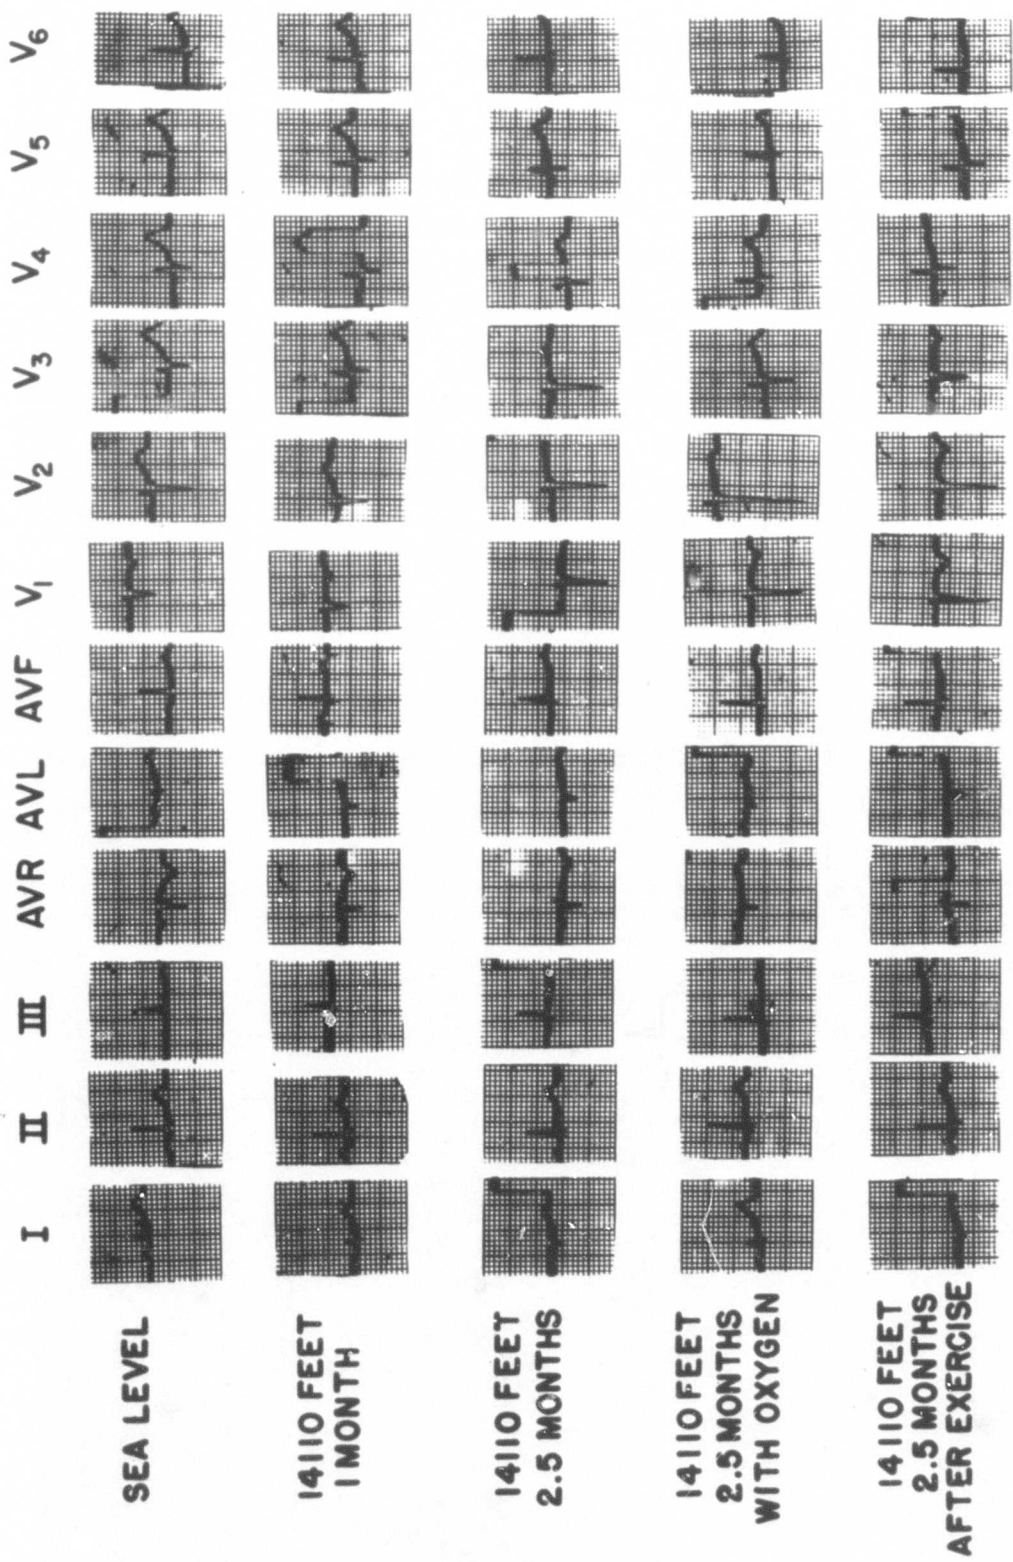 I II III AVR AVL AVF V1 V2 V3 V4 V5 V6
SEA LEVEL
14110 FEET
1 MONTH
14110 FEET
2.5 MONTHS
14110 FEET
2.5 MONTHS
WITH OXYGEN
14110 FEET
2.5 MONTHS
AFTER EXERCISE